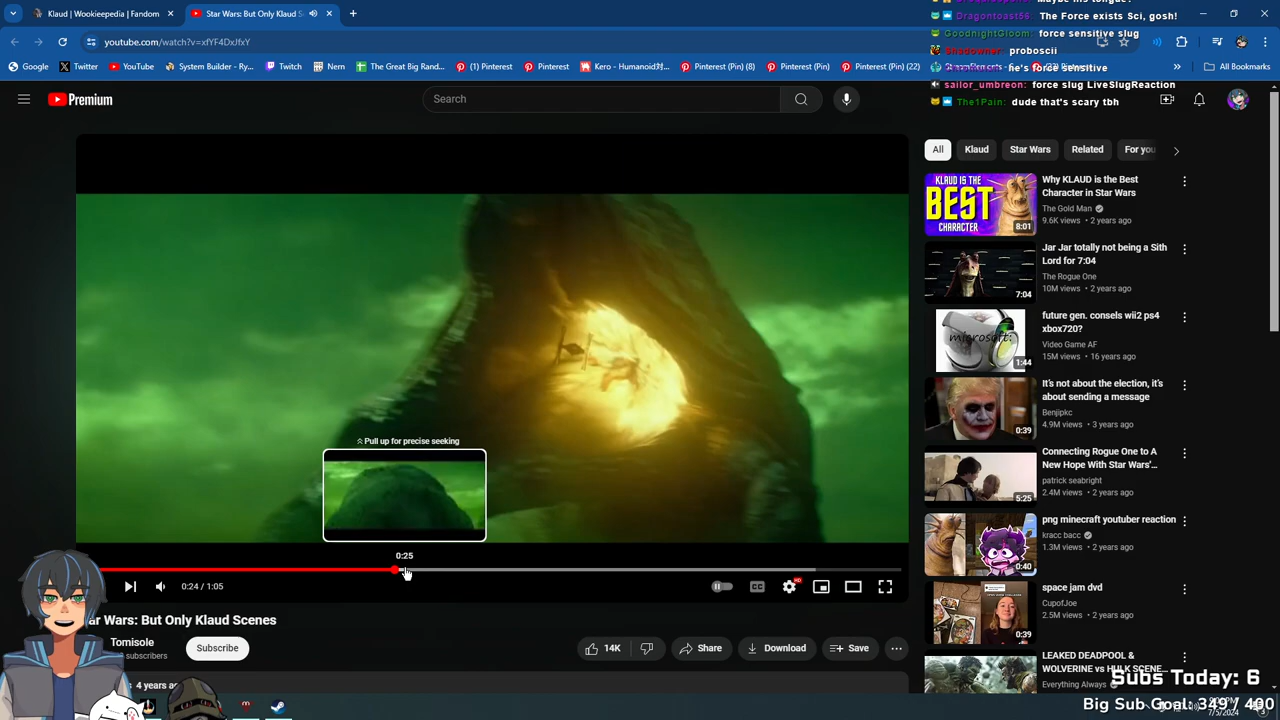 Klaud | Wookieepedia | Fandom
Star Wars: But Only Klaud S
Dragontoast56: The Force exists Sci, gosh!
GoodnightGloom: force sensitive slug
Shadowner: proboscii
he's force sensitive
sailor_umbreon: force slug LiveSlugReaction
The1Pain: dude that's scary tbh
youtube.com/watch?v=xfYF4DxJfxY
Google
Twitter
YouTube
System Builder - Ry...
Nem
The Great Big Rand...
(1) Pinterest
Pinterest (Pin) (8)
Kero - Humanoid?...
Pinterest (Pin)
Pinterest (Pin) (22)
»
All Bookmarks
Premium
Search
All
Klaud
Star Wars
Related
For you
KLAUD IS THE
BEST
CHARACTER
8:01
Why KLAUD is the Best
Character in Star Wars
The Gold Man
9.6K views • 2 years ago
7:04
Jar Jar totally not being a Sith
Lord for 7:04
The Rogue One
10M views • 2 years ago
microsoft:
1:44
future gen. consels wii2 ps4
xbox720?
Video Game AF
15M views • 16 years ago
0:39
It's not about the election, it's
about sending a message
Benjipkc
4.9M views • 3 years ago
5:25
Connecting Rogue One to A
New Hope With Star Wars'...
patrick seabright
2.4M views • 2 years ago
0:40
png minecraft youtuber reaction
kracc bacc
1.3M views • 2 years ago
0:39
space jam dvd
CupofJoe
2.5M views • 2 years ago
LEAKED DEADPOOL &
WOLVERINE vs HULK SCENE...
Everything Always
Pull up for precise seeking
0:25
0:24 / 1:05
CC
HD
ar Wars: But Only Klaud Scenes
Tomisole
subscribers
Subscribe
14K
Share
Download
Save
4 years ago
Subs Today: 6
Big Sub Goal: 349 / 400